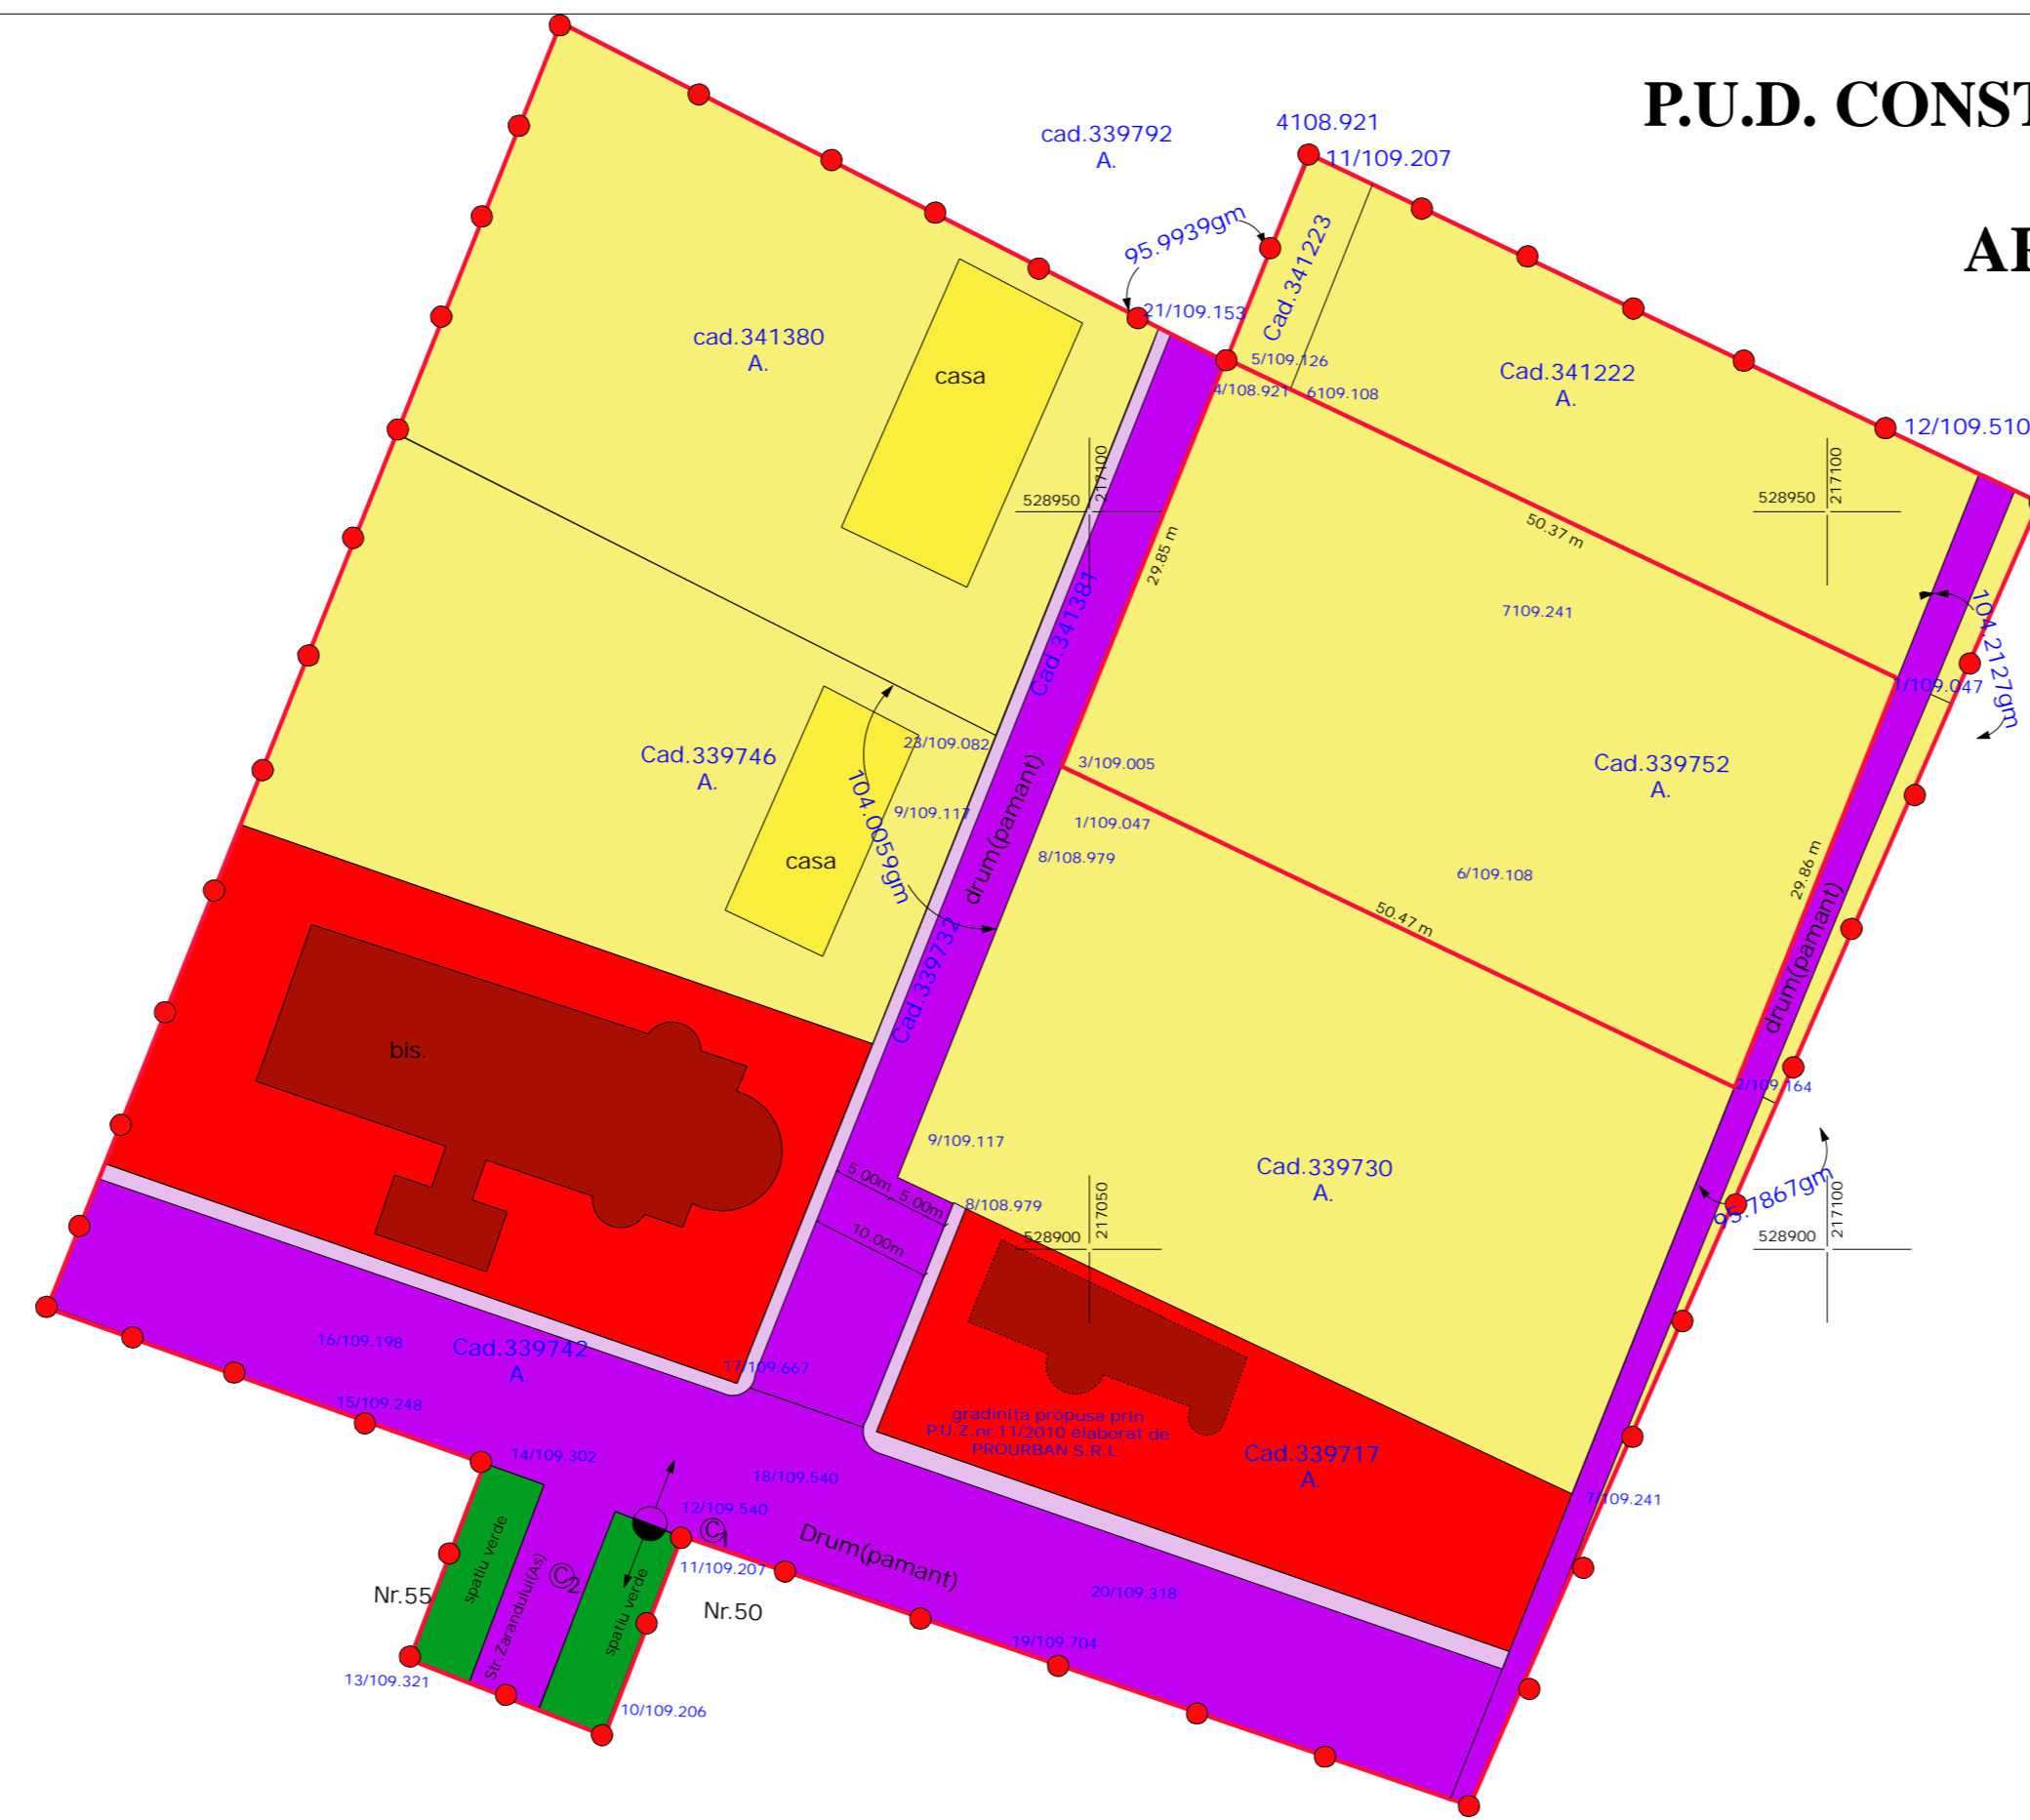 P.U.D. CONST
cad.339792
A.
4108.921
11/109.207
95.9939gm
Cad.341223
21/109.153
cad.341380
A.
casa
5/109.126
4/108.921
6109.108
Cad.341222
A.
12/109.510
528950
217100
528950
217100
50.37 m
29.85 m
Cad.341381
7109.241
104.2127gm
1/109.047
Cad.339746
A.
23/109.082
104.0059gm
9/109.117
casa
drum(pamant)
3/109.005
1/109.047
8/108.979
Cad.339752
A.
6/109.108
29.86 m
50.47 m
drum(pamant)
Cad.339732
bis.
2/109.164
9/109.117
Cad.339730
A.
5.00m
5.00m
10.00m
8/108.979
528900
217050
95.7867gm
528900
217100
16/109.198
Cad.339742
A.
17/109.667
15/109.248
gradinita propusa prin
P.U.Z.nr.11/2010 elaborat de
PROURBAN S.R.L.
Cad.339717
A.
14/109.302
18/109.540
7/109.241
12/109.540
C1
Drum(pamant)
spatiu verde
Str Zarandului(As)
C2
11/109.207
spatiu verde
Nr.55
Nr.50
20/109.318
19/109.704
13/109.321
10/109.206